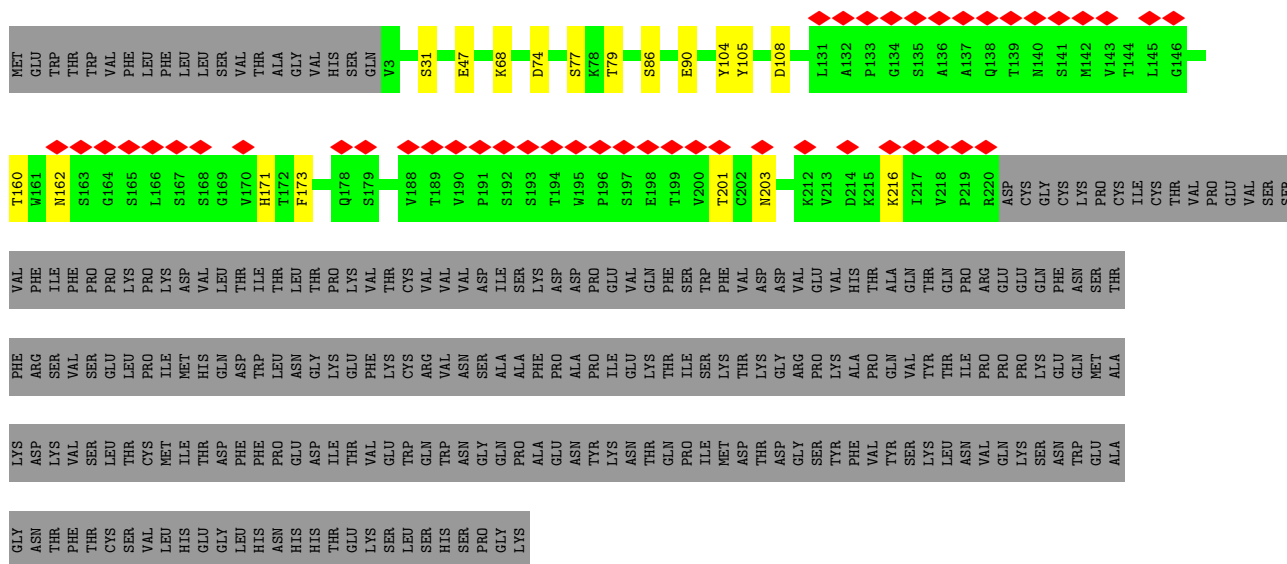 MET GLU TRP THR TRP VAL PHE LEU PHE LEU LEU SER VAL THR ALA GLY VAL HIS SER GLN V3 S31 E47 K68 D74 S77 K78 T79 S86 E90 Y104 Y105 D108 L131 A132 P133 G134 S135 A136 A137 Q138 T139 N140 S141 M142 V143 T144 L145 G146
T160 W161 N162 S163 G164 S165 L166 S167 S168 G169 V170 H171 T172 F173 Q178 S179 V188 T189 V190 P191 S192 S193 T194 W195 P196 S197 E198 T199 V200 T201 C202 N203 K212 V213 D214 K215 K216 I217 V218 P219 R220 ASP CYS GLY CYS LYS PRO CYS ILE CYS THR VAL PRO GLU VAL SER SER
VAL PHE ILE PHE PRO PRO LYS PRO LYS ASP VAL LEU THR ILE THR LEU THR PRO LYS VAL THR CYS VAL VAL VAL ASP ILE SER LYS ASP ASP PRO GLU VAL GLN PHE SER TRP PHE VAL ASP ASP VAL GLU VAL HIS THR ALA GLN THR GLN PRO ARG GLU GLU GLN PHE ASN SER THR
PHE ARG SER VAL SER GLU LEU PRO ILE MET HIS GLN ASP TRP LEU ASN GLY LYS GLU PHE LYS CYS ARG VAL ASN SER ALA ALA PHE PRO ALA PRO ILE GLU LYS THR ILE SER LYS THR LYS GLY ARG PRO LYS ALA PRO GLN VAL TYR THR ILE PRO PRO PRO LYS GLU GLN MET ALA
LYS ASP LYS VAL SER LEU THR CYS MET ILE THR ASP PHE PHE PRO GLU ASP ILE THR VAL GLU TRP GLN TRP ASN GLY GLN PRO ALA GLU ASN TYR LYS ASN THR GLN PRO ILE MET ASP THR ASP GLY SER TYR PHE VAL TYR SER LYS LEU ASN VAL GLN LYS SER ASN TRP GLU ALA
GLY ASN THR PHE THR CYS SER VAL LEU HIS GLU GLY LEU HIS ASN HIS HIS THR GLU LYS SER LEU SER HIS SER PRO GLY LYS